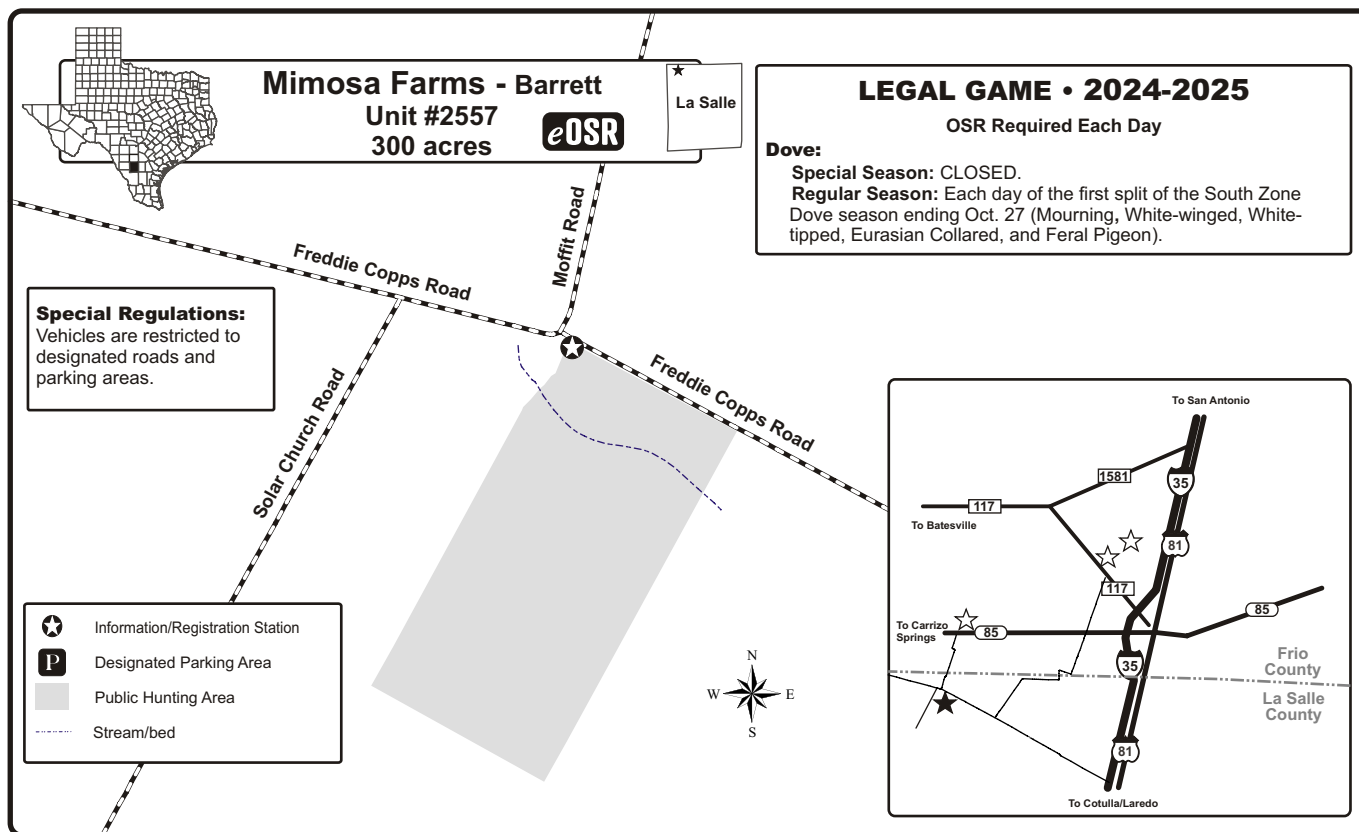 Mimosa Farms - Barrett
Unit #2557
300 acres
eOSR
La Salle
LEGAL GAME • 2024-2025
OSR Required Each Day
Dove:
Special Season: CLOSED.
Regular Season: Each day of the first split of the South Zone
Dove season ending Oct. 27 (Mourning, White-winged, White-
tipped, Eurasian Collared, and Feral Pigeon).
Moffit Road
Freddie Copps Road
Special Regulations:
Vehicles are restricted to
designated roads and
parking areas.
Freddie Copps Road
Solar Church Road
Information/Registration Station
P
Designated Parking Area
Public Hunting Area
Stream/bed
N
W
E
S
To San Antonio
1581
35
117
To Batesville
81
117
85
To Carrizo
Springs
85
35
Frio
County
La Salle
County
81
To Cotulla/Laredo